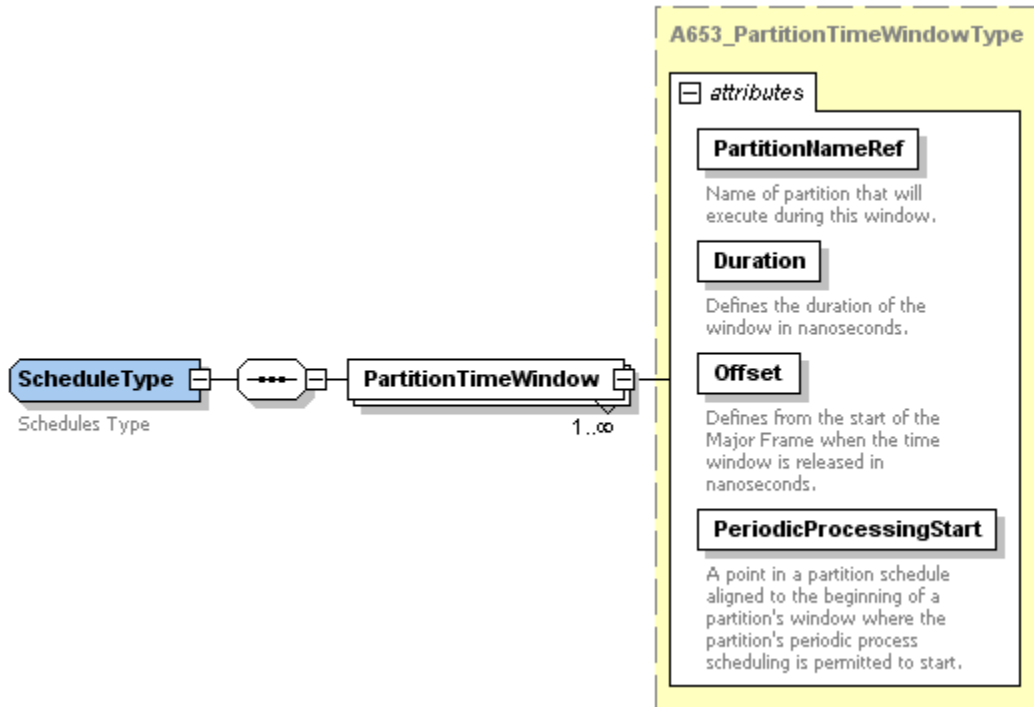 A653_PartitionTimeWindowType
attributes
PartitionNameRef
Name of partition that will
execute during this window.
Duration
Defines the duration of the
window in nanoseconds.
ScheduleType
Schedules Type
PartitionTimeWindow
1..∞
Offset
Defines from the start of the
Major Frame when the time
window is released in
nanoseconds.
PeriodicProcessingStart
A point in a partition schedule
aligned to the beginning of a
partition's window where the
partition's periodic process
scheduling is permitted to start.